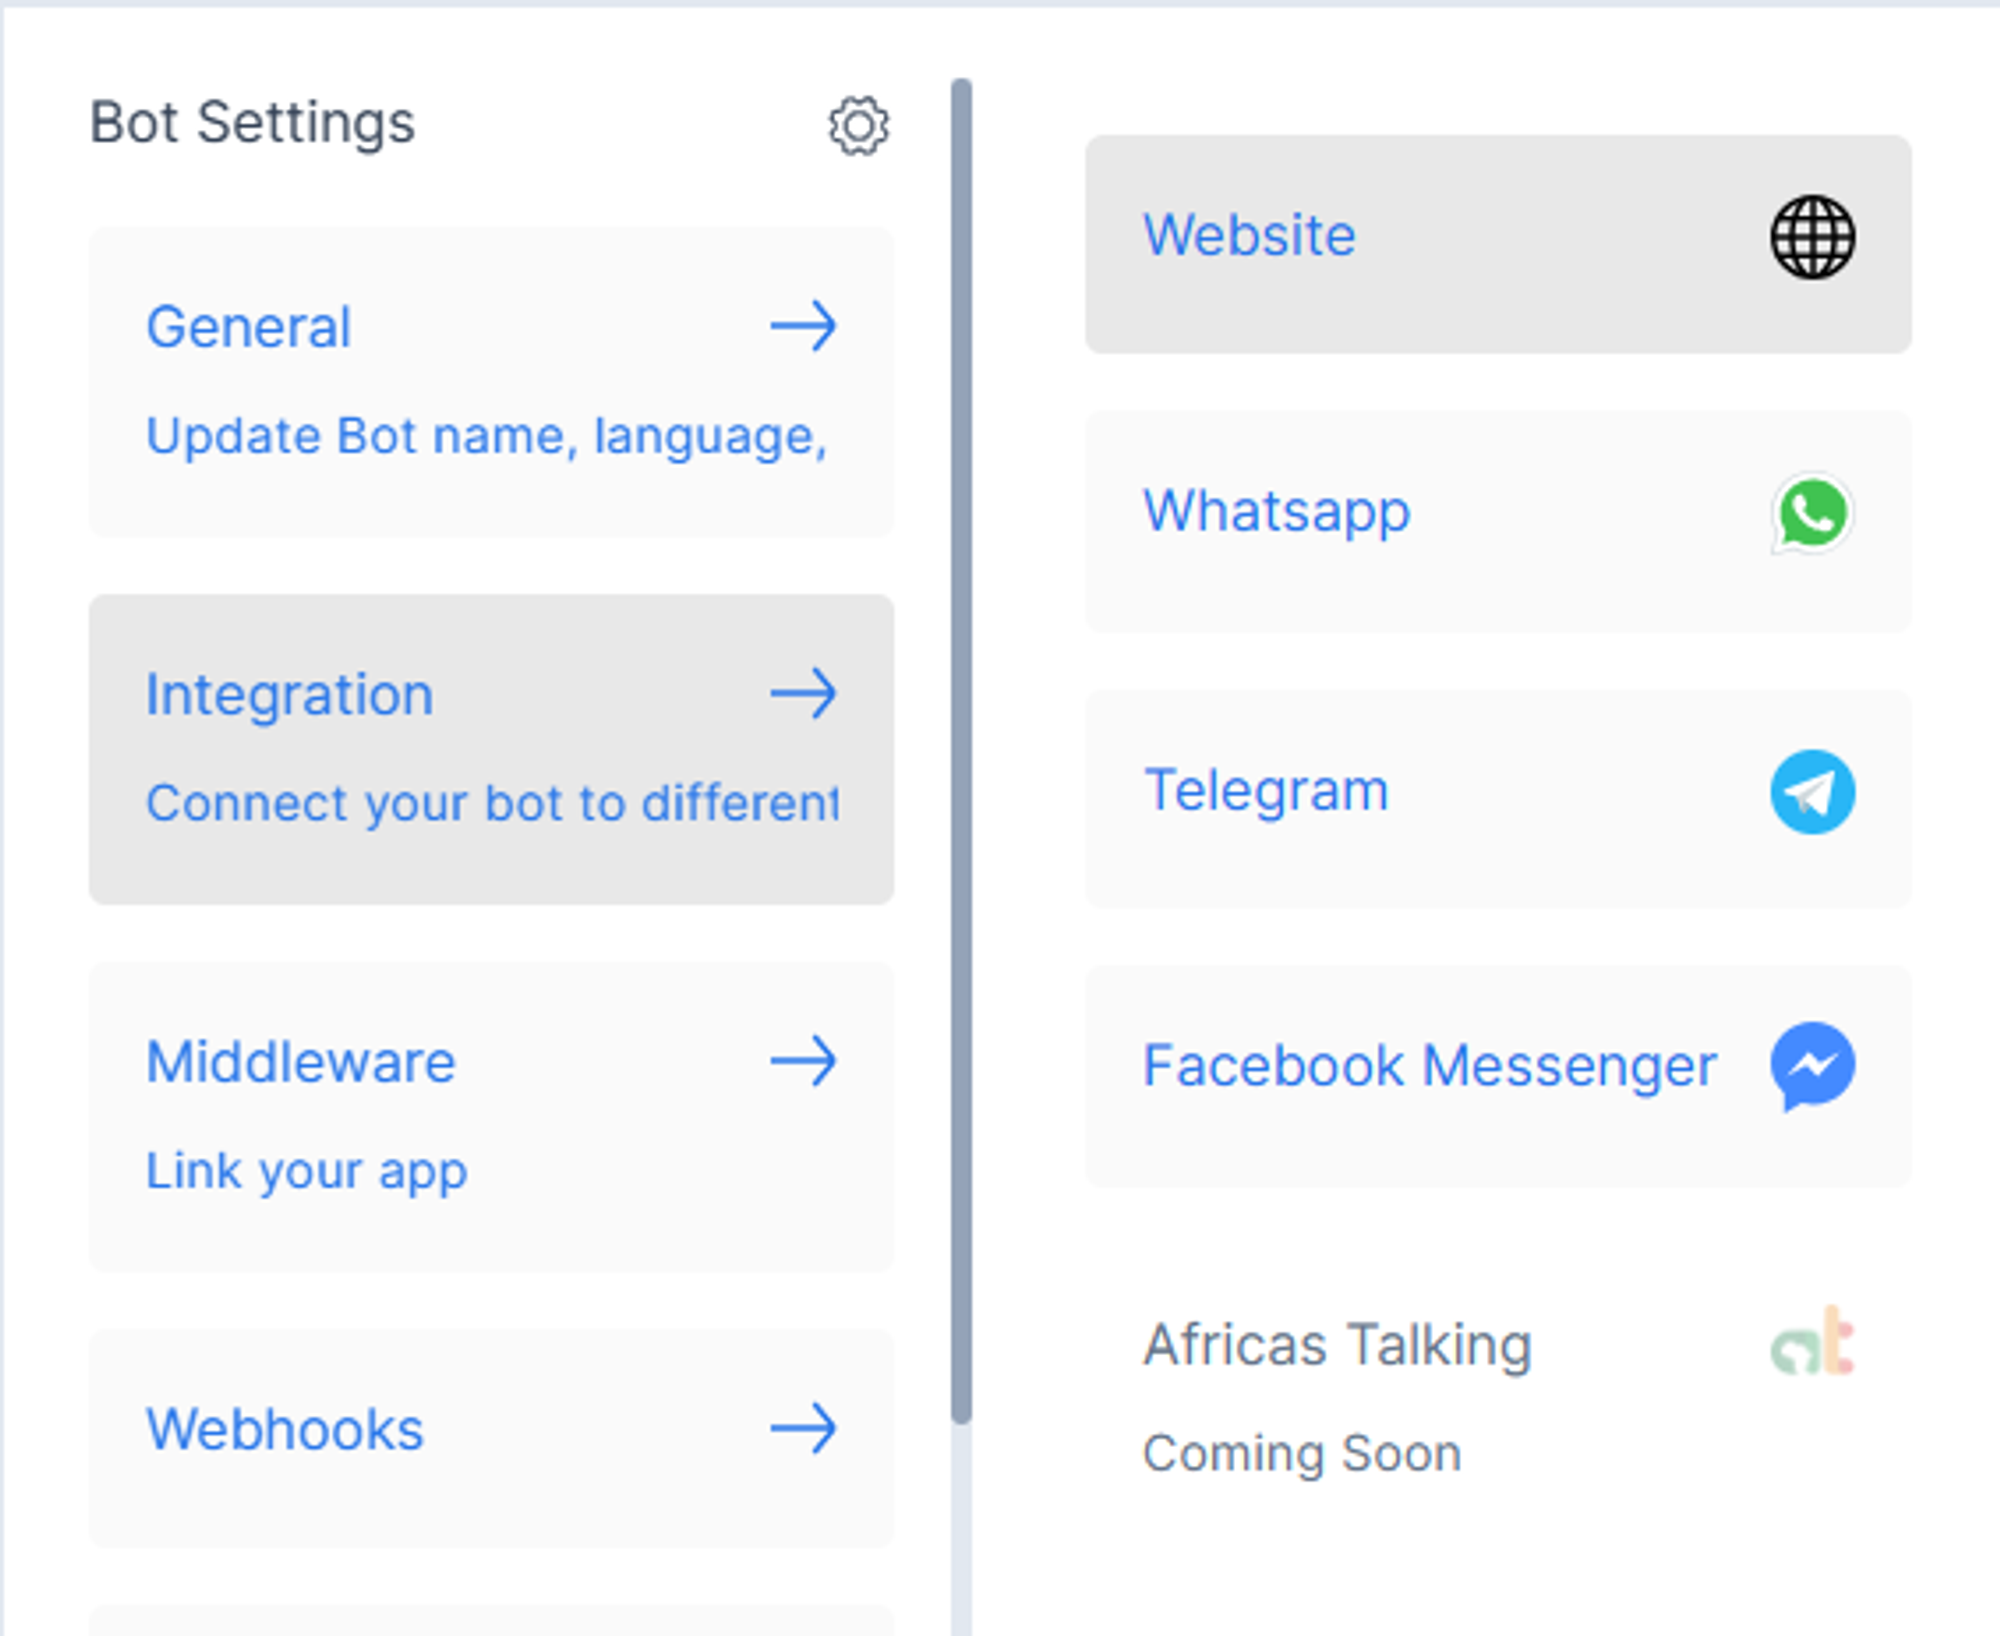 Bot Settings
General
Update Bot name, language,
Integration
Connect your bot to different
Middleware
Link your app
Webhooks
Website
Whatsapp
Telegram
Facebook Messenger
Africas Talking
Coming Soon